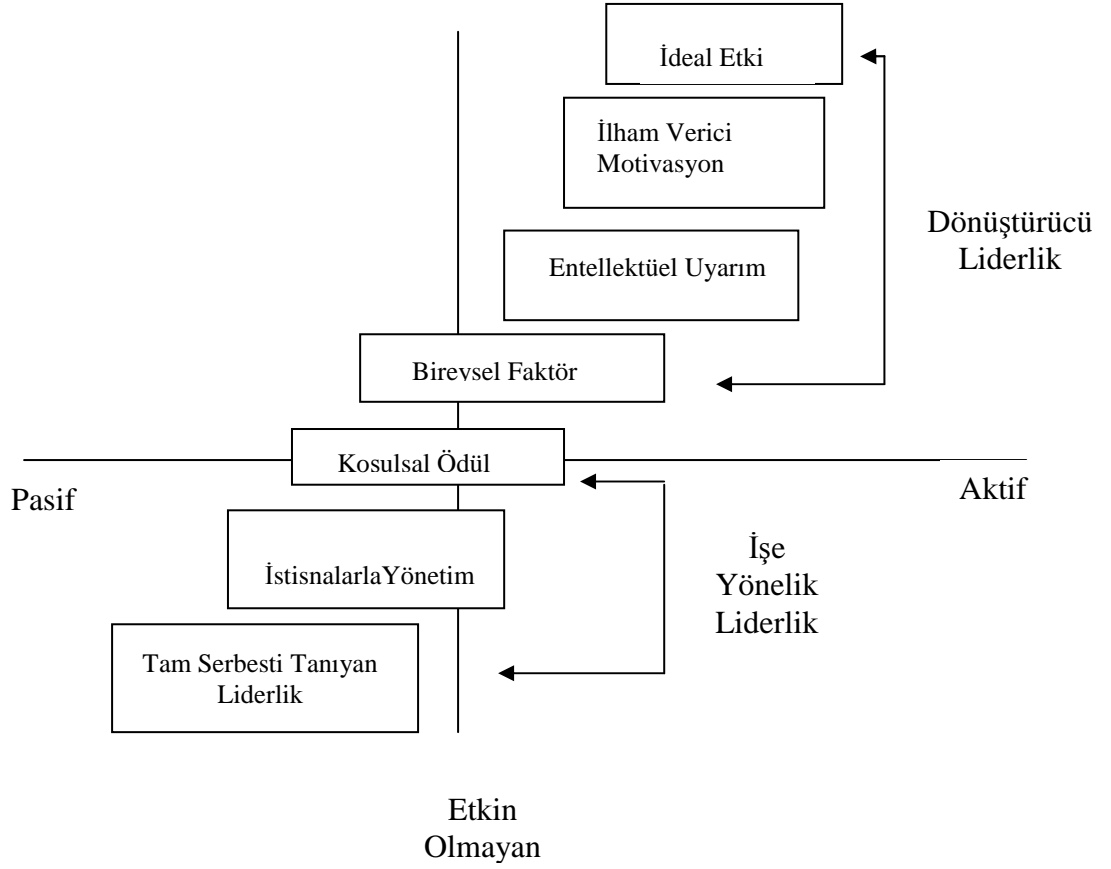 İdeal Etki
İlham Verici
Motivasyon
Dönüştürücü
Liderlik
Entellektüel Uyarım
Bireysel Faktör
Kosulsal Ödül
Pasif
Aktif
İşe
Yönelik
Liderlik
İstisnalarlaYönetim
Tam Serbesti Tanıyan
Liderlik
Etkin
Olmayan